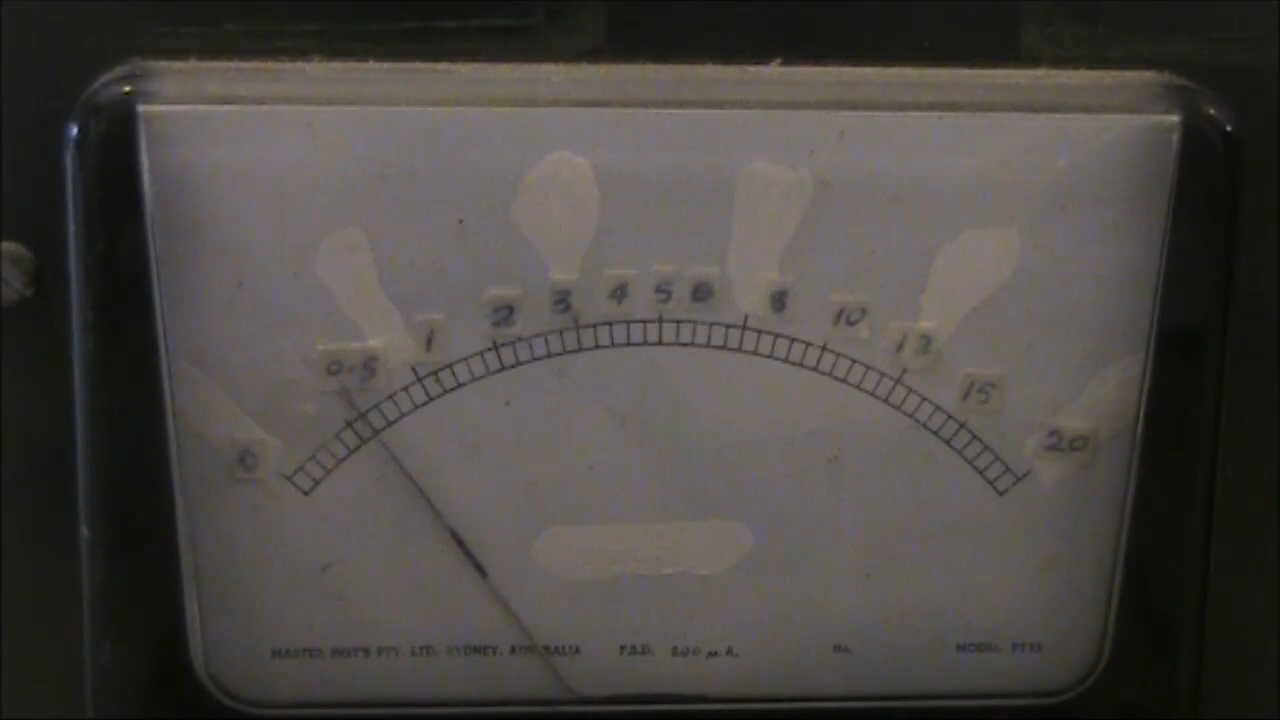 0 0.5 1 2 3 4 5 6 8 10 12 15 20
MASTER INST'S PTY. LTD. SYDNEY. AUSTRALIA F.S.D. 200 μA. No. MODEL